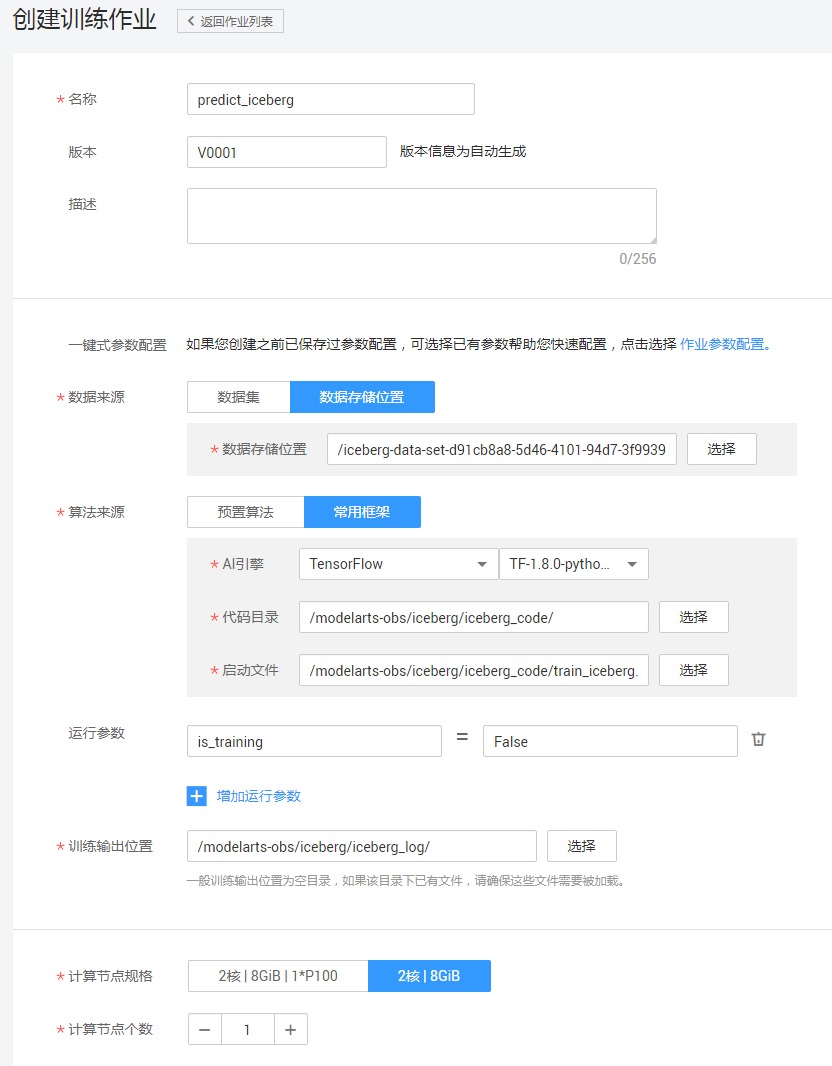 创建训练作业 返回作业列表
* 名称 predict_iceberg
版本 V0001 版本信息为自动生成
描述
0/256
一键式参数配置 如果您创建之前已保存过参数配置，可选择已有参数帮助您快速配置，点击选择 作业参数配置。
* 数据来源 数据集 数据存储位置
* 数据存储位置 /iceberg-data-set-d91cb8a8-5d46-4101-94d7-3f9939 选择
* 算法来源 预置算法 常用框架
* AI引擎 TensorFlow TF-1.8.0-pytho...
* 代码目录 /modelarts-obs/iceberg/iceberg_code/ 选择
* 启动文件 /modelarts-obs/iceberg/iceberg_code/train_iceberg. 选择
运行参数 is_training = False
增加运行参数
* 训练输出位置 /modelarts-obs/iceberg/iceberg_log/ 选择
一般训练输出位置为空目录，如果该目录下已有文件，请确保这些文件需要被加载。
* 计算节点规格 2核 | 8GiB | 1*P100 2核 | 8GiB
* 计算节点个数 − 1 +